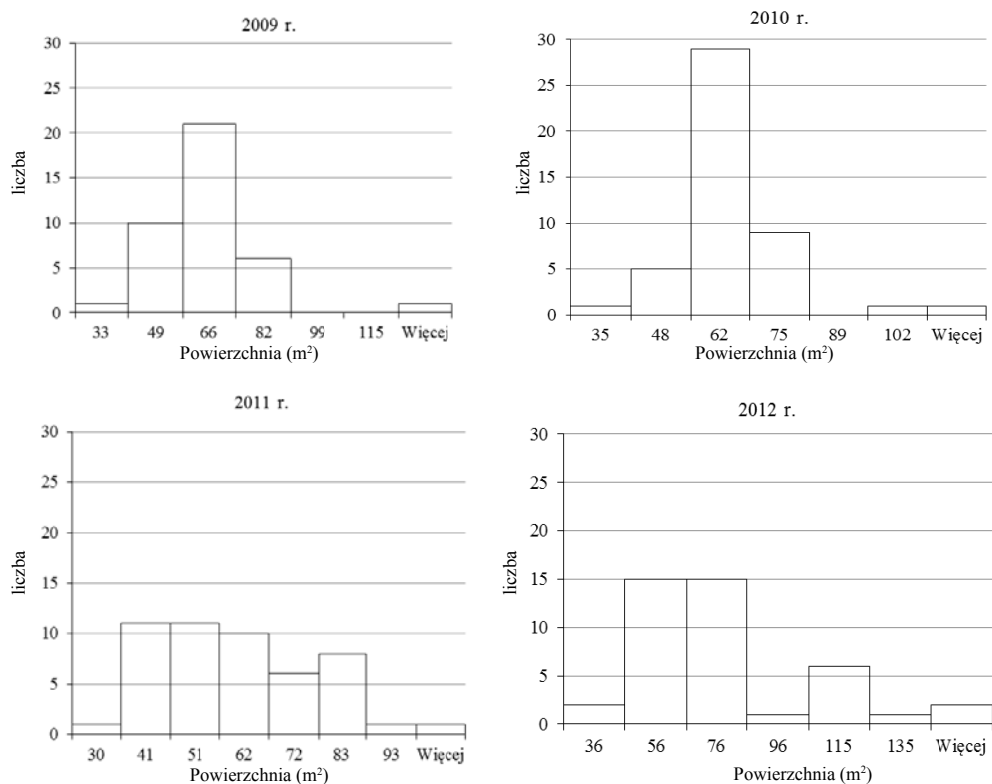 2009 r.
30
25
20
15
10
5
0
liczba
33 49 66 82 99 115 Więcej
Powierzchnia (m²)
2010 r.
30
25
20
15
10
5
0
liczba
35 48 62 75 89 102 Więcej
Powierzchnia (m²)
2011 r.
30
25
20
15
10
5
0
liczba
30 41 51 62 72 83 93 Więcej
Powierzchnia (m²)
2012 r.
30
25
20
15
10
5
0
liczba
36 56 76 96 115 135 Więcej
Powierzchnia (m²)